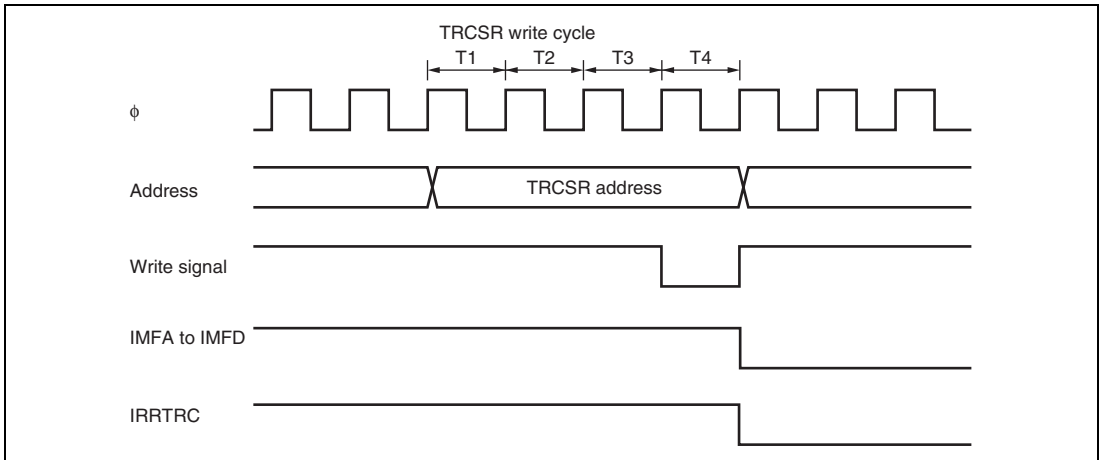 TRCSR write cycle
T1 T2 T3 T4
ϕ
Address TRCSR address
Write signal
IMFA to IMFD
IRRTRC